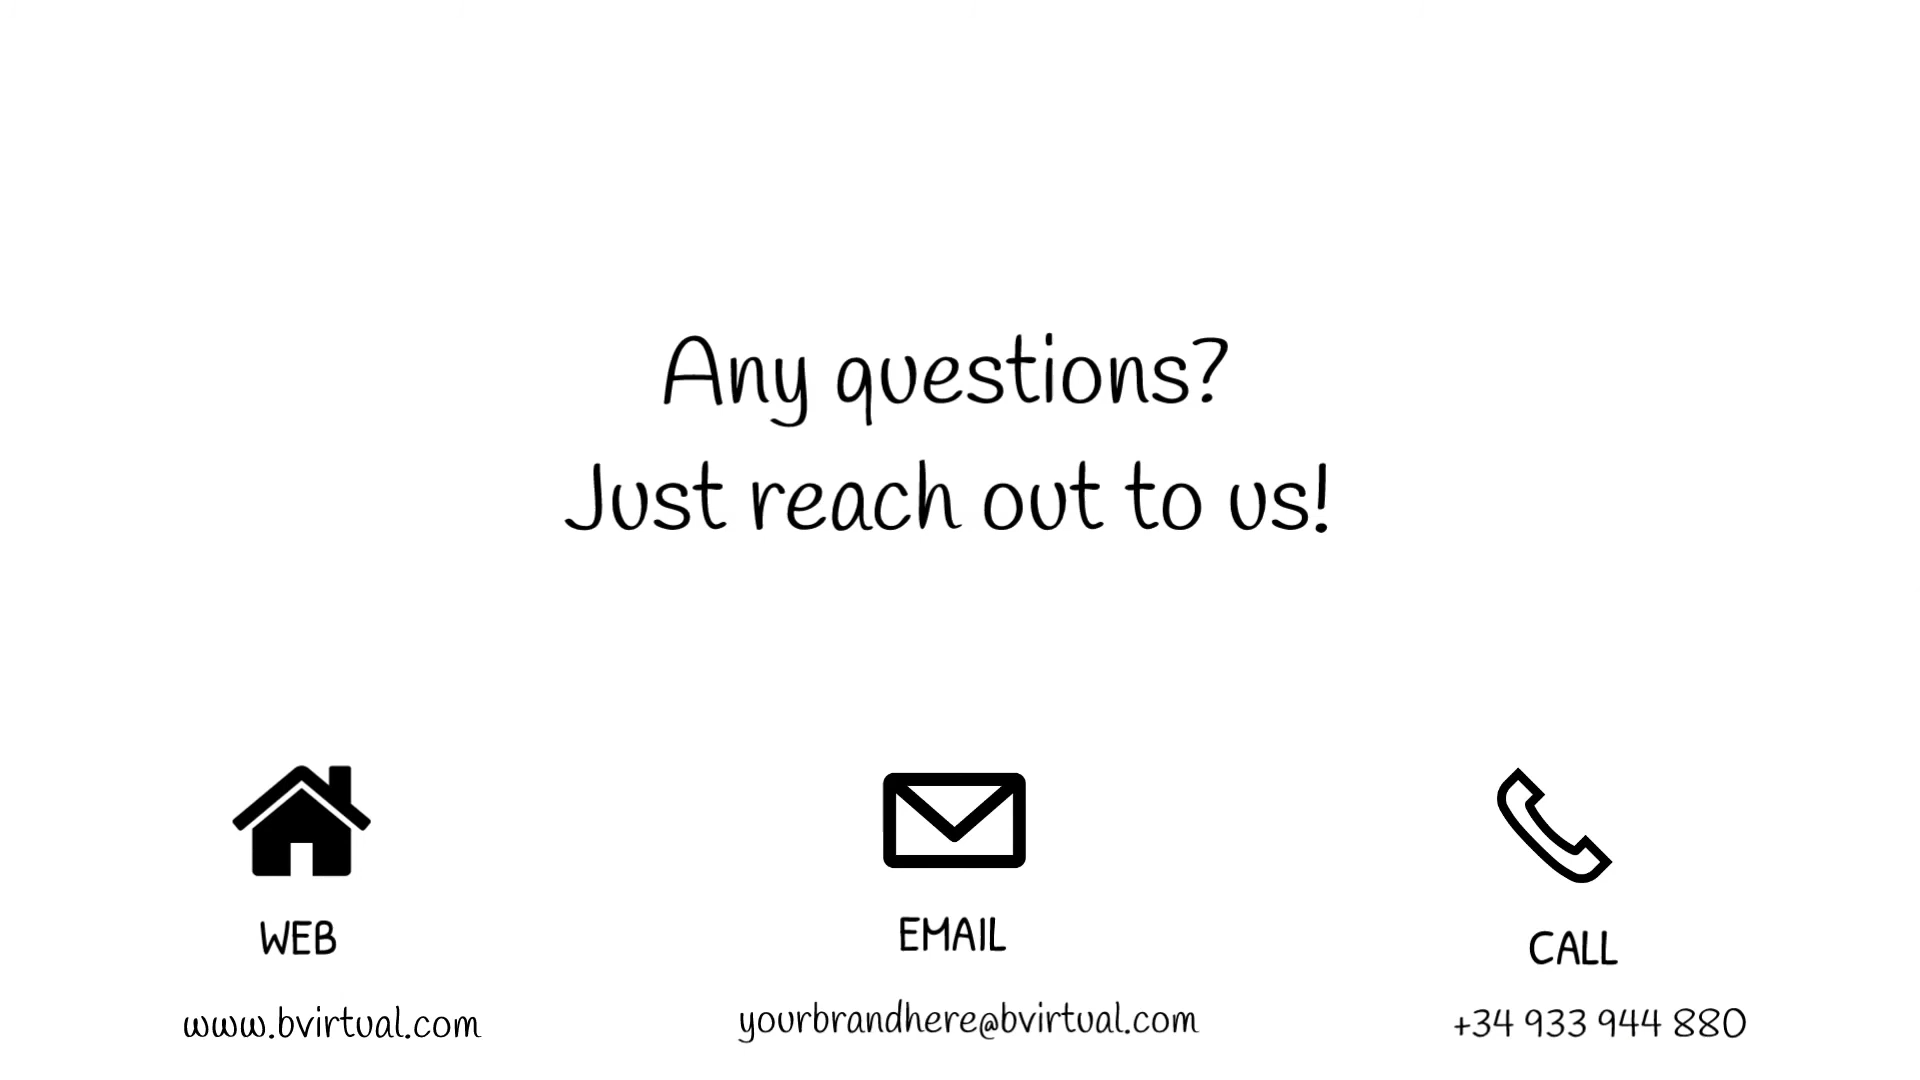 Any questions?
Just reach out to us!
WEB
EMAIL
CALL
www.bvirtual.com
yourbrandhere@bvirtual.com
+34 933 944 880